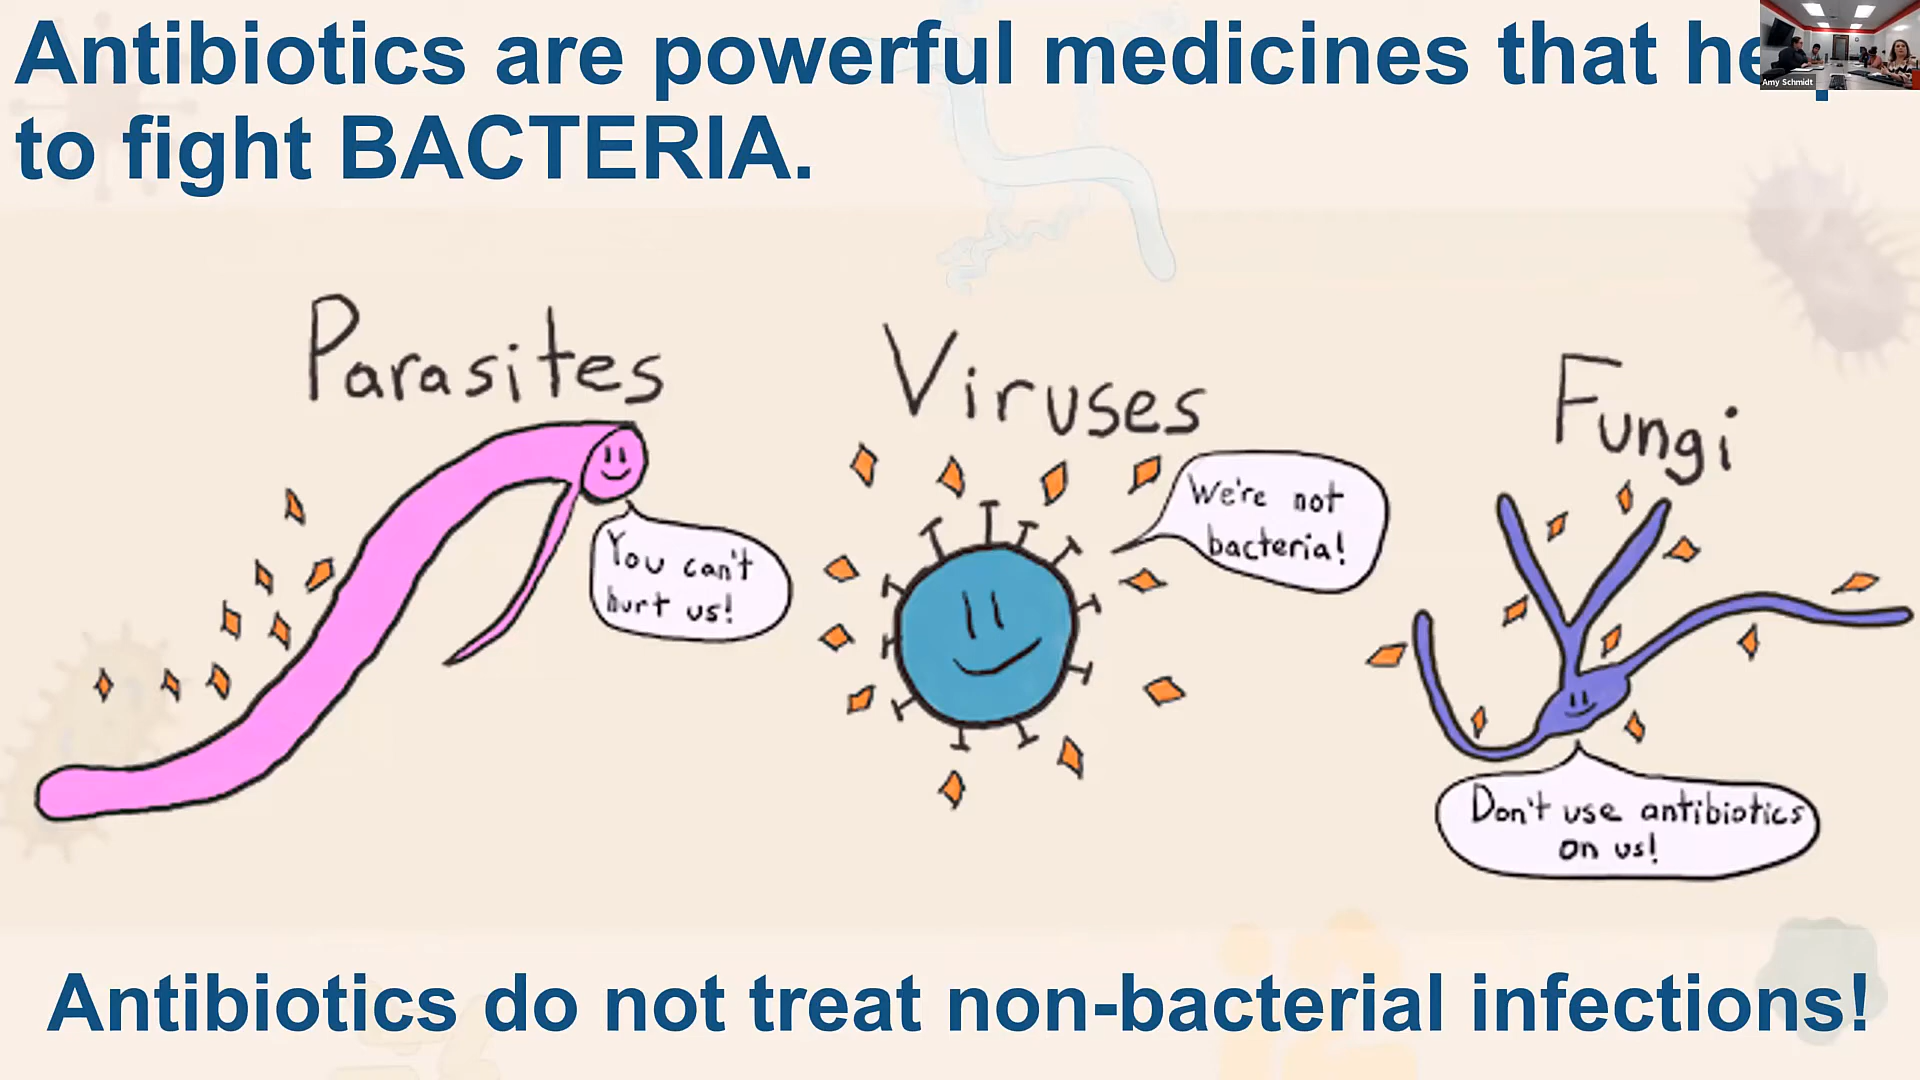 Antibiotics are powerful medicines that he
to fight BACTERIA.
Amy Schmidt
Parasites
Viruses
Fungi
You can't
hurt us!
We're not
bacteria!
Don't use antibiotics
on us!
Antibiotics do not treat non-bacterial infections!